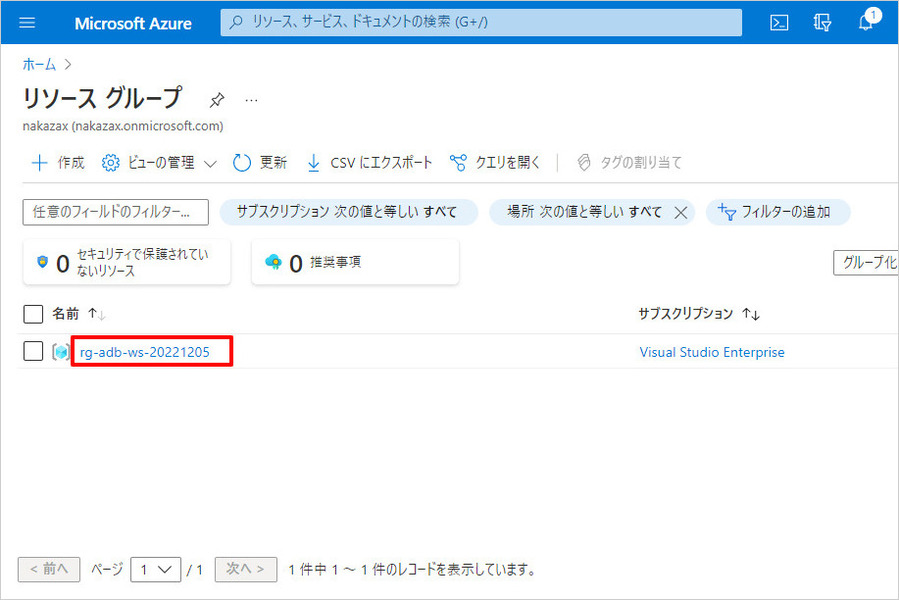 Microsoft Azure
リソース、サービス、ドキュメントの検索 (G+/)
1
ホーム >
リソース グループ
...
nakazax (nakazax.onmicrosoft.com)
作成 ビューの管理 更新 CSV にエクスポート クエリを開く タグの割り当て
任意のフィールドのフィルター... サブスクリプション 次の値と等しい すべて 場所 次の値と等しい すべて フィルターの追加
0 セキュリティで保護されていないリソース
0 推奨事項
グループ化
名前 ↑↓ サブスクリプション ↑↓
rg-adb-ws-20221205 Visual Studio Enterprise
< 前へ ページ 1 / 1 次へ > 1 件中 1 ～ 1 件のレコードを表示しています。